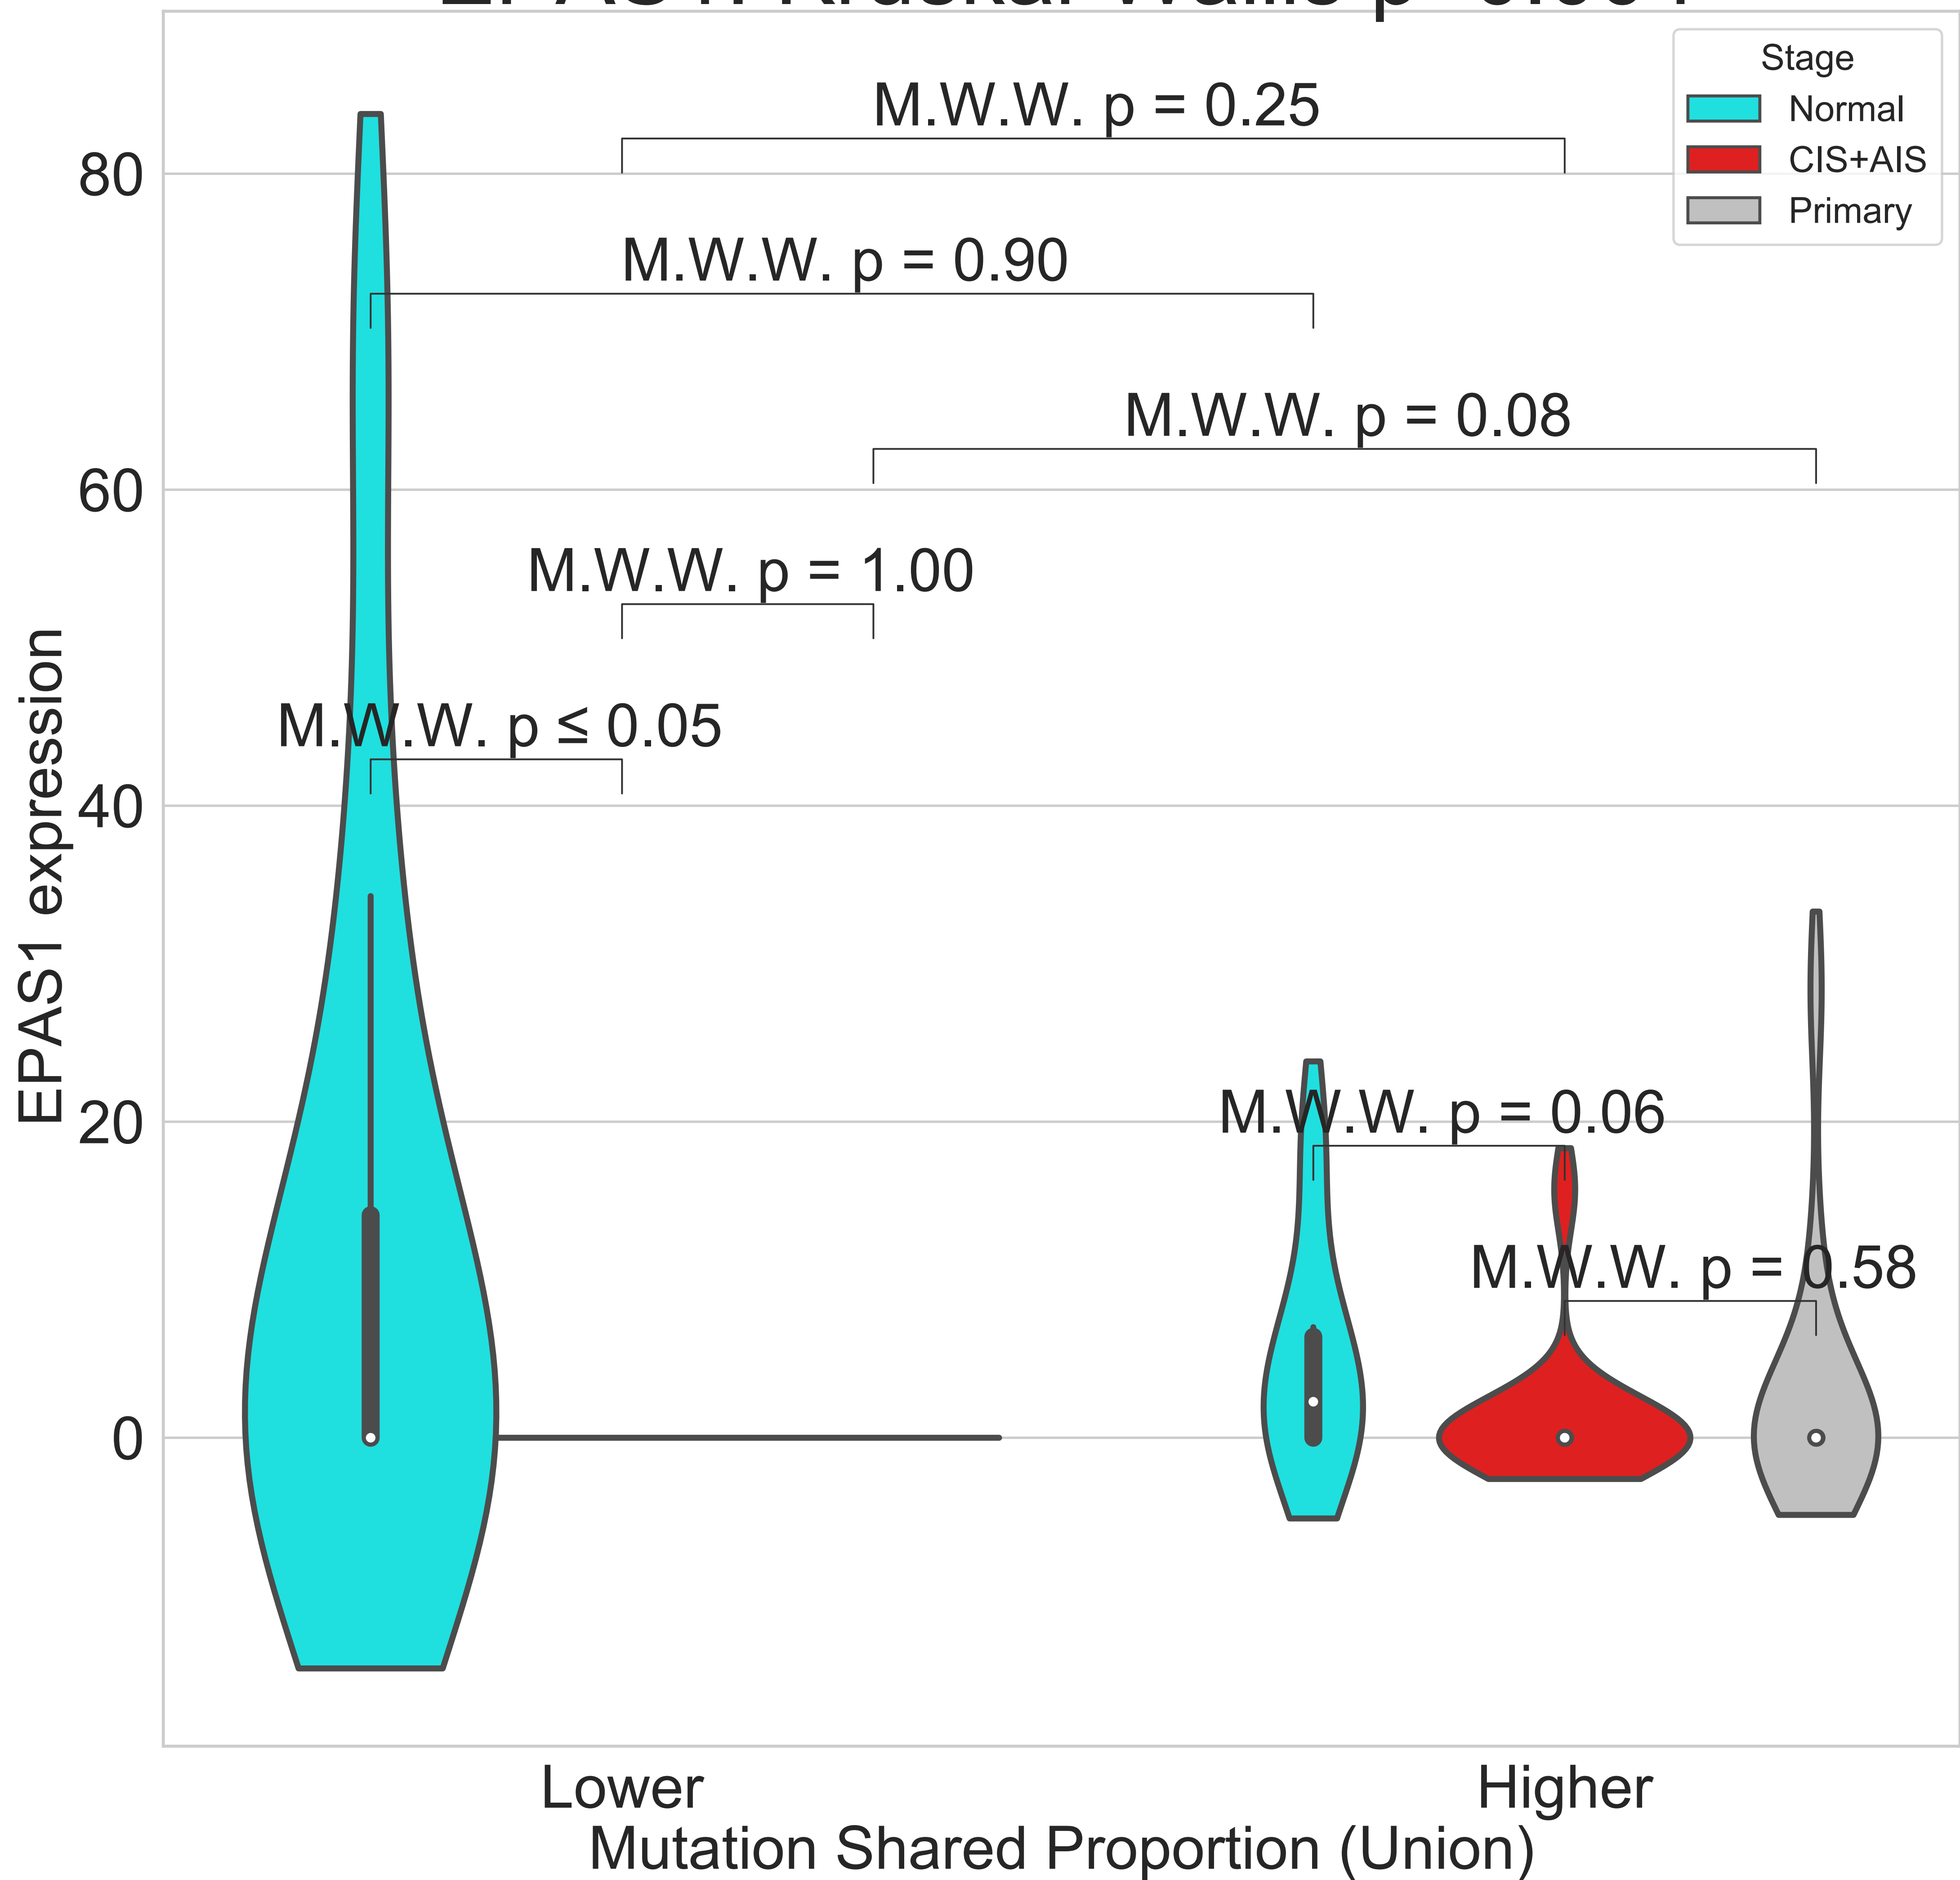 Stage
Normal
CIS+AIS
Primary
M.W.W. p = 0.25
M.W.W. p = 0.90
M.W.W. p = 0.08
M.W.W. p = 1.00
M.W.W. p ≤ 0.05
M.W.W. p = 0.06
M.W.W. p = 0.58
80
60
40
20
0
EPAS1 expression
Lower
Higher
Mutation Shared Proportion (Union)